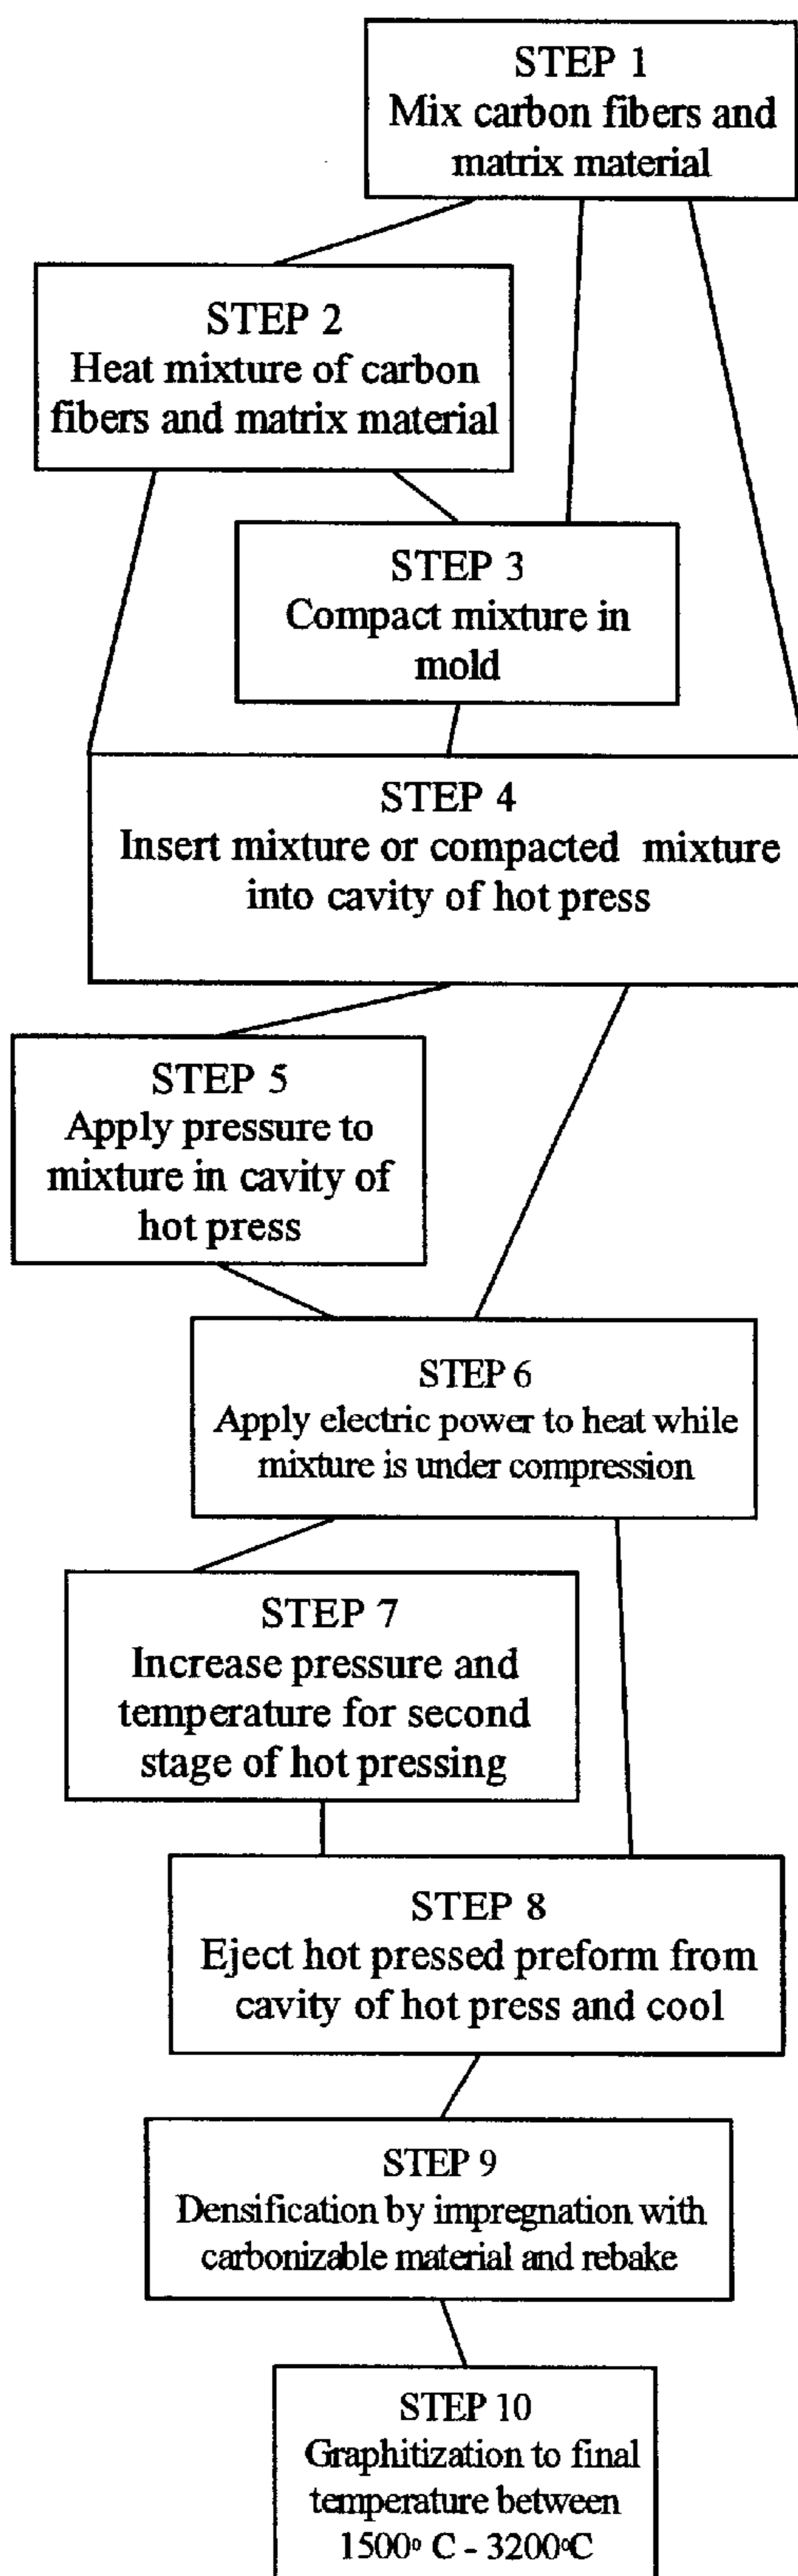 STEP 1
Mix carbon fibers and
matrix material
STEP 2
Heat mixture of carbon
fibers and matrix material
STEP 3
Compact mixture in
mold
STEP 4
Insert mixture or compacted mixture
into cavity of hot press
STEP 5
Apply pressure to
mixture in cavity of
hot press
STEP 6
Apply electric power to heat while
mixture is under compression
STEP 7
Increase pressure and
temperature for second
stage of hot pressing
STEP 8
Eject hot pressed preform from
cavity of hot press and cool
STEP 9
Densification by impregnation with
carbonizable material and rebake
STEP 10
Graphitization to final
temperature between
1500° C - 3200°C